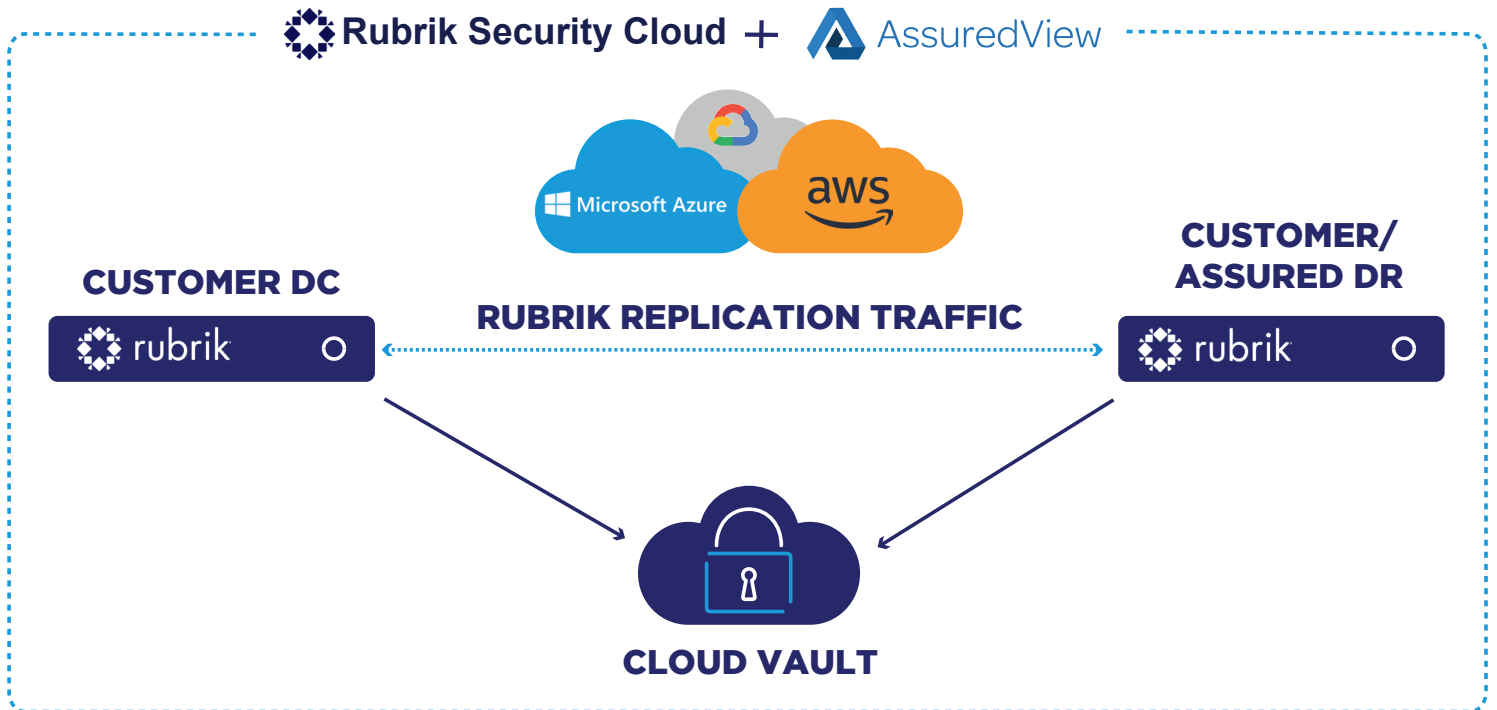 Rubrik Security Cloud + AssuredView
Microsoft Azure
aws
CUSTOMER/
ASSURED DR
CUSTOMER DC
RUBRIK REPLICATION TRAFFIC
rubrik
rubrik
CLOUD VAULT